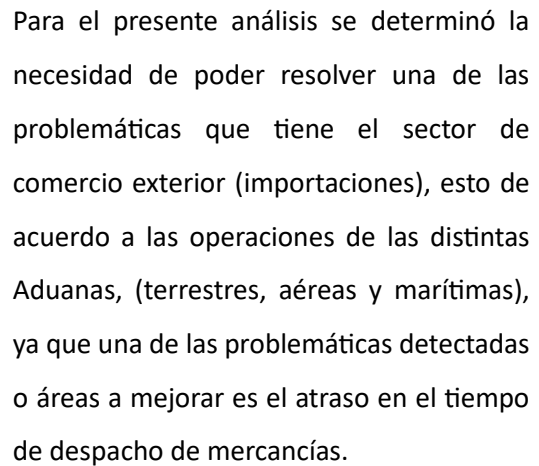 Para el presente análisis se determinó la
necesidad de poder resolver una de las
problemáticas que tiene el sector de
comercio exterior (importaciones), esto de
acuerdo a las operaciones de las distintas
Aduanas, (terrestres, aéreas y marítimas),
ya que una de las problemáticas detectadas
o áreas a mejorar es el atraso en el tiempo
de despacho de mercancías.